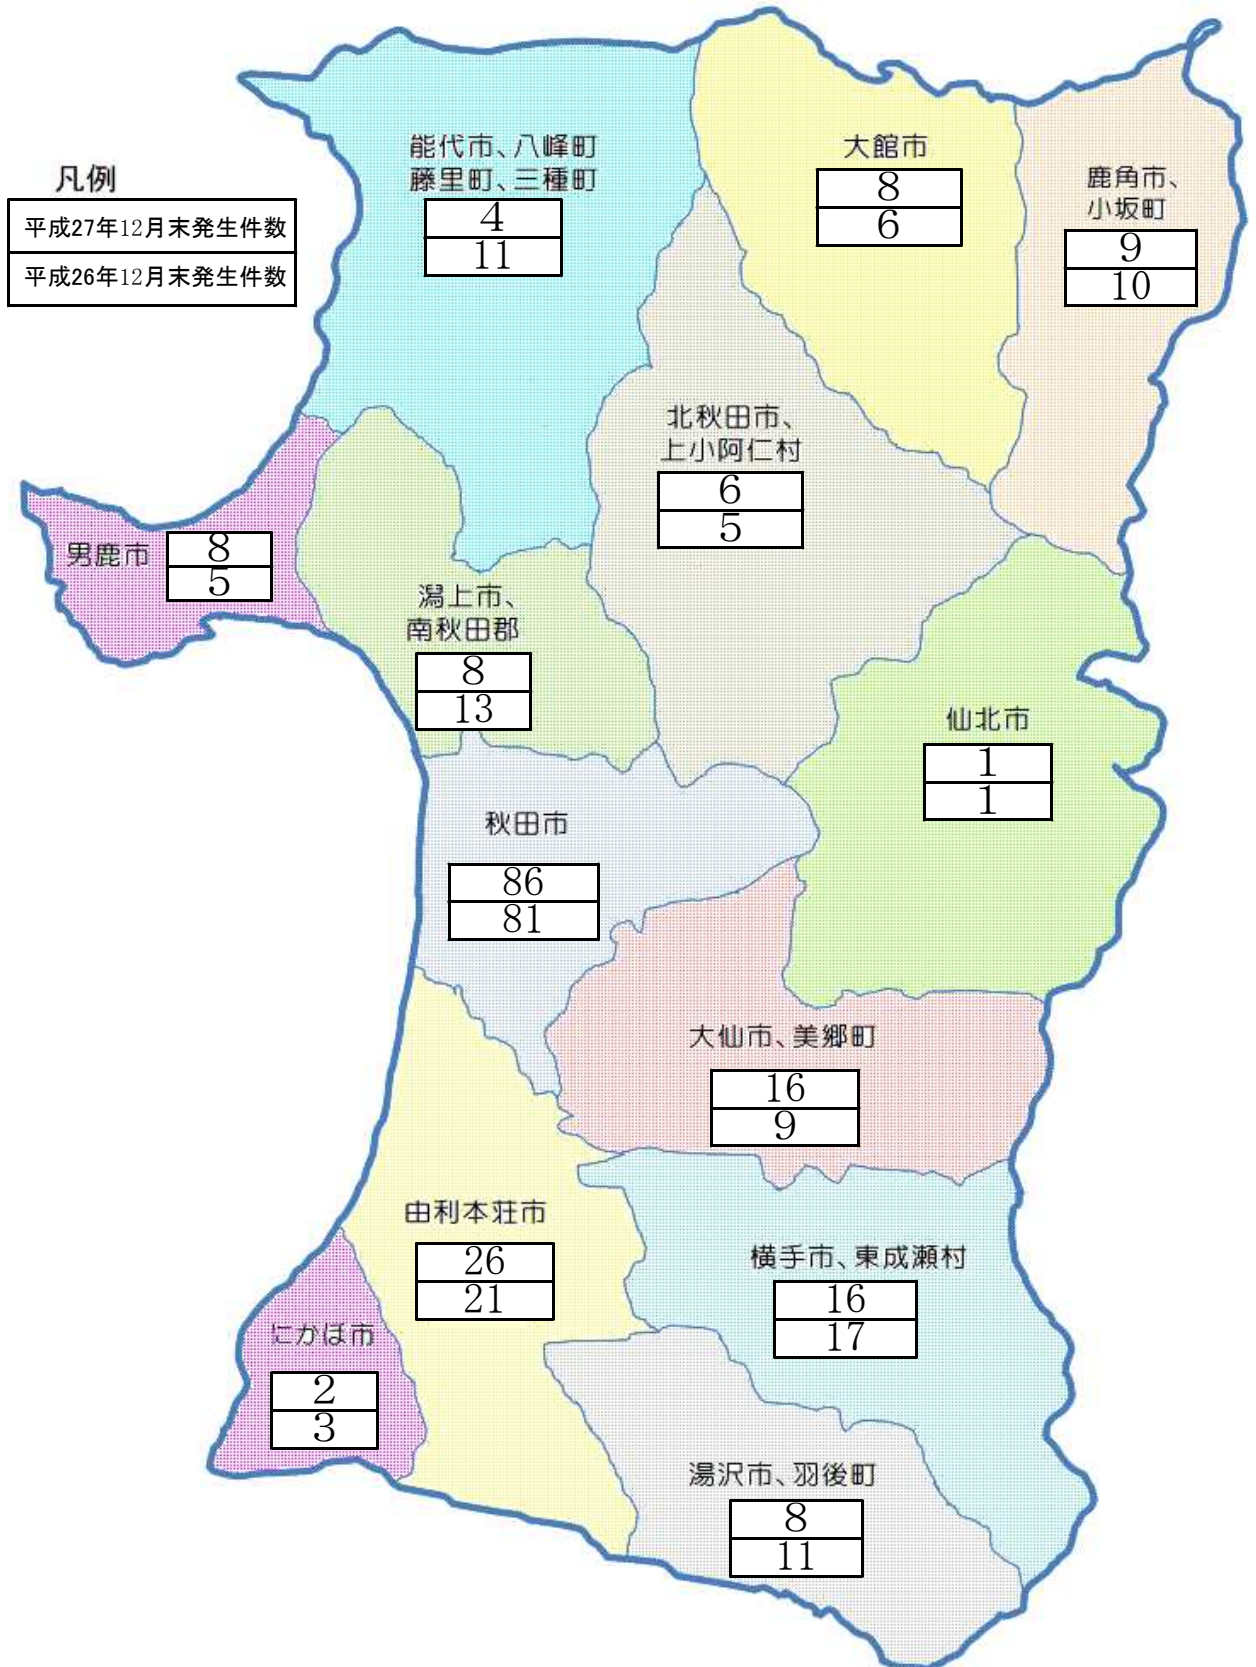 能代市、八峰町
藤里町、三種町
4
11
大館市
8
6
鹿角市、
小坂町
9
10
凡例
平成27年12月末発生件数
平成26年12月末発生件数
北秋田市、
上小阿仁村
6
5
男鹿市
8
5
潟上市、
南秋田郡
8
13
仙北市
1
1
秋田市
86
81
大仙市、美郷町
16
9
由利本荘市
26
21
横手市、東成瀬村
16
17
にかほ市
2
3
湯沢市、羽後町
8
11